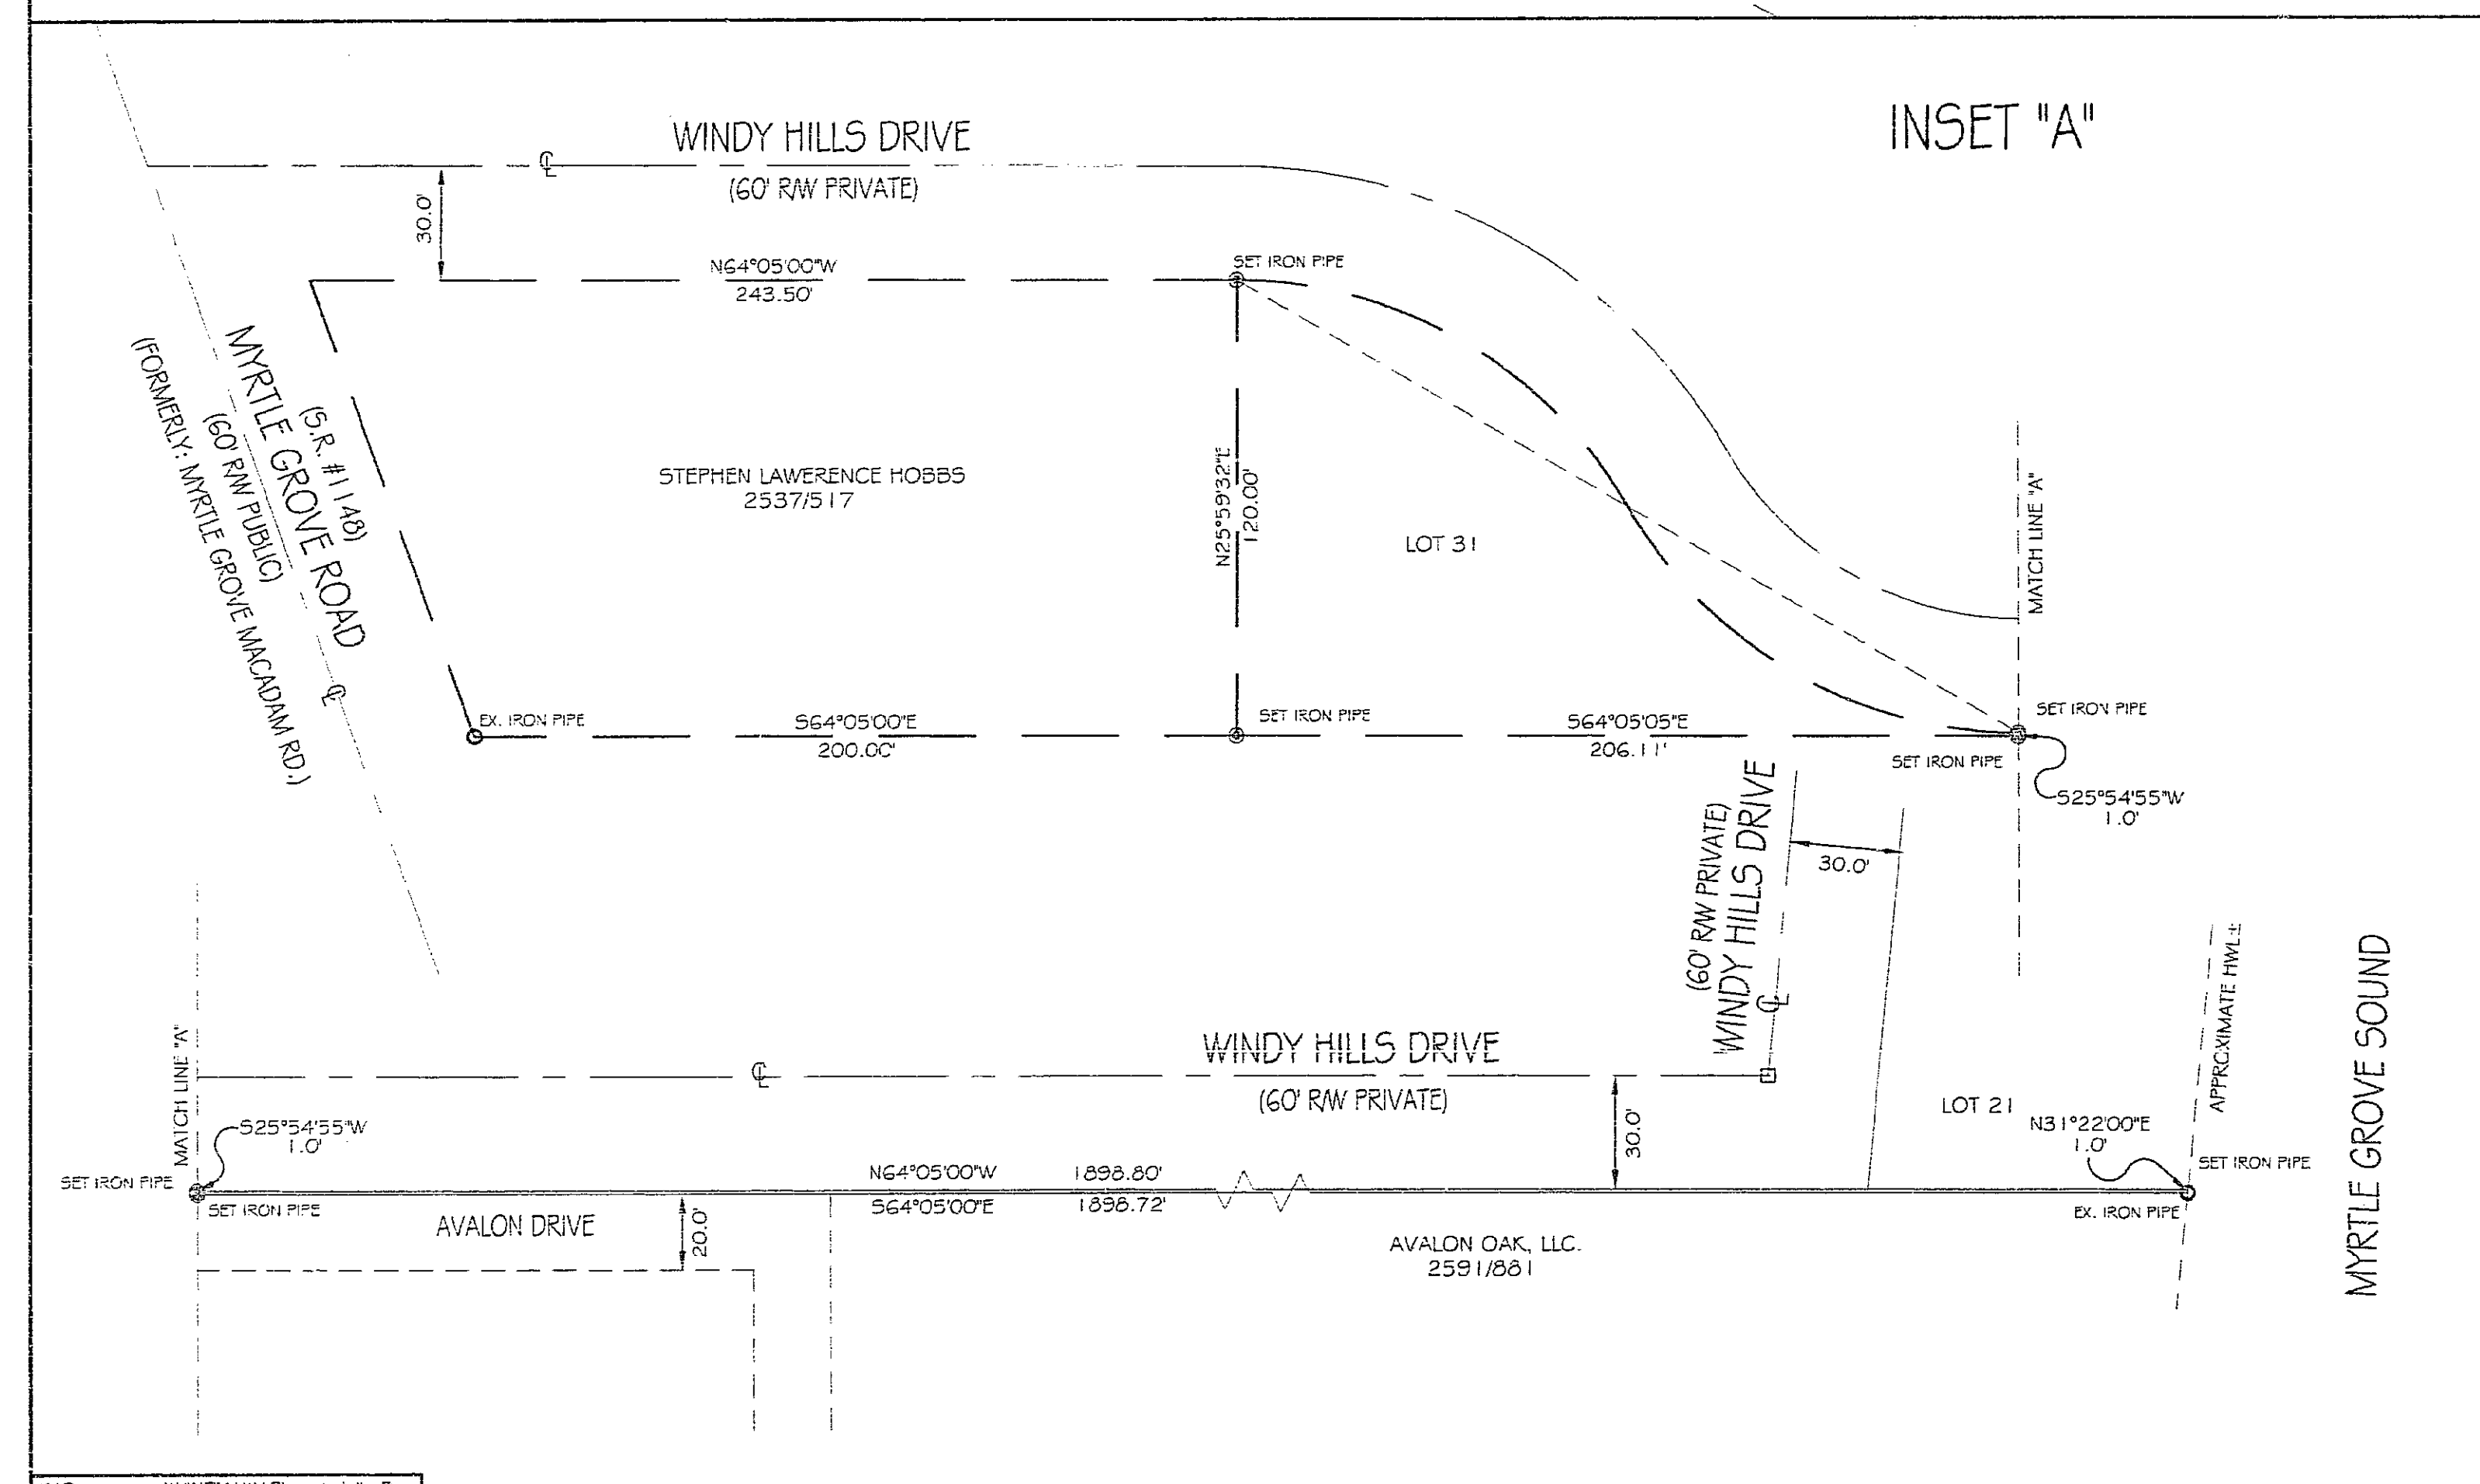 INSET "A"
WINDY HILLS DRIVE
(60' R/W PRIVATE)
30.0'
N64°05'00"W
243.50'
SET IRON PIPE
(S.R. #1148)
MYRTLE GROVE ROAD
(60' R/W PUBLIC)
(FORMERLY: MYRTLE GROVE MACADAM RD.)
STEPHEN LAWERENCE HOBBS
2537/517
N25°59'32"E
120.00'
LOT 31
MATCH LINE "A"
EX. IRON PIPE
S64°05'00"E
200.00'
SET IRON PIPE
S64°05'05"E
206.11'
SET IRON PIPE
SET IRON PIPE
S25°54'55"W
1.0'
(60' R/W PRIVATE)
WINDY HILLS DRIVE
30.0'
APPROXIMATE HWL±
MYRTLE GROVE SOUND
MATCH LINE "A"
WINDY HILLS DRIVE
(60' R/W PRIVATE)
30.0'
LOT 21
N31°22'00"E
1.0'
SET IRON PIPE
EX. IRON PIPE
S25°54'55"W
1.0'
SET IRON PIPE
SET IRON PIPE
N64°05'00"W 1898.80'
S64°05'00"E 1898.72'
AVALON DRIVE
20.0'
AVALON OAK, LLC.
2591/881